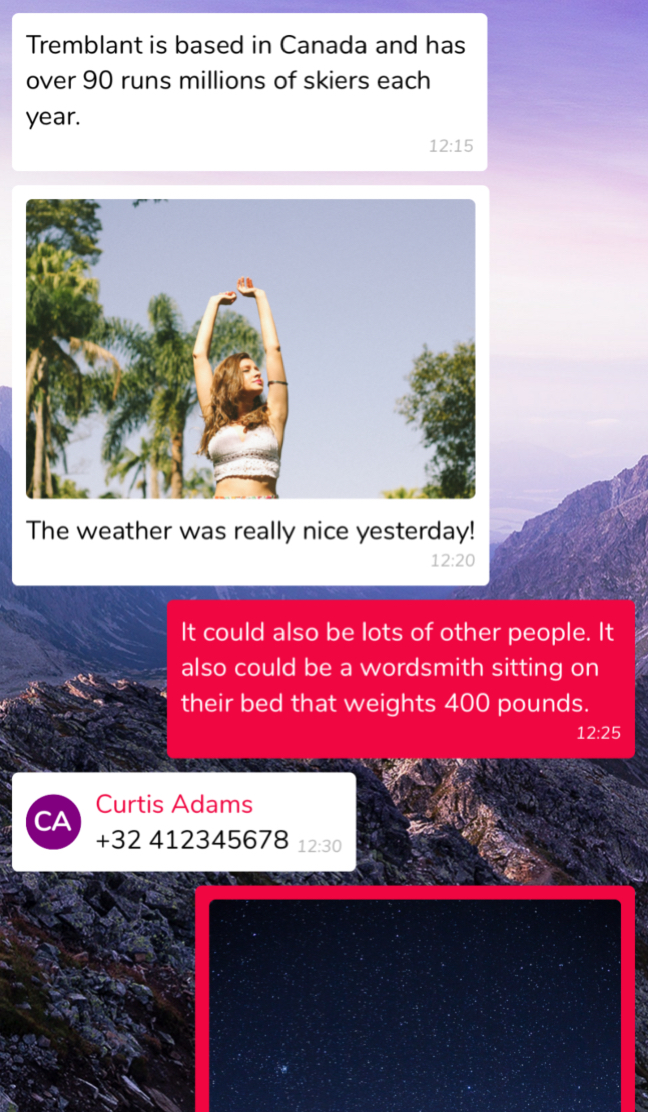 Tremblant is based in Canada and has
over 90 runs millions of skiers each
year.
12:15
The weather was really nice yesterday!
12:20
It could also be lots of other people. It
also could be a wordsmith sitting on
their bed that weights 400 pounds.
12:25
CA
Curtis Adams
+32 412345678 12:30